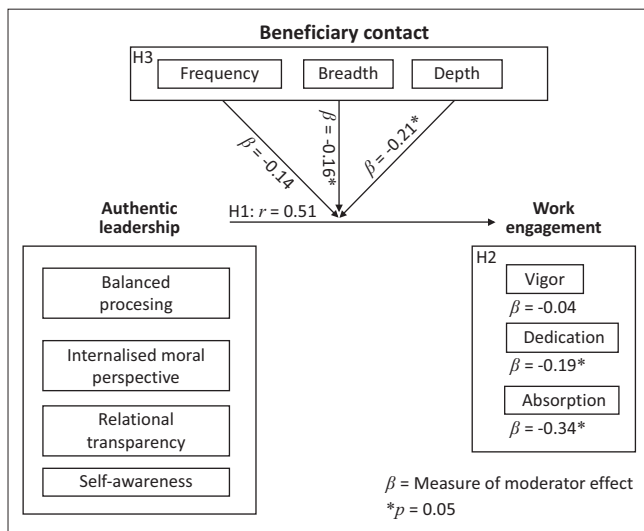 Beneficiary contact
H3
Frequency
Breadth
Depth
β = -0.14
β = -0.16*
β = -0.21*
Authentic
leadership
H1: r = 0.51
Work
engagement
Balanced
procesing
Internalised moral
perspective
Relational
transparency
Self-awareness
H2
Vigor
β = -0.04
Dedication
β = -0.19*
Absorption
β = -0.34*
β = Measure of moderator effect
*p = 0.05